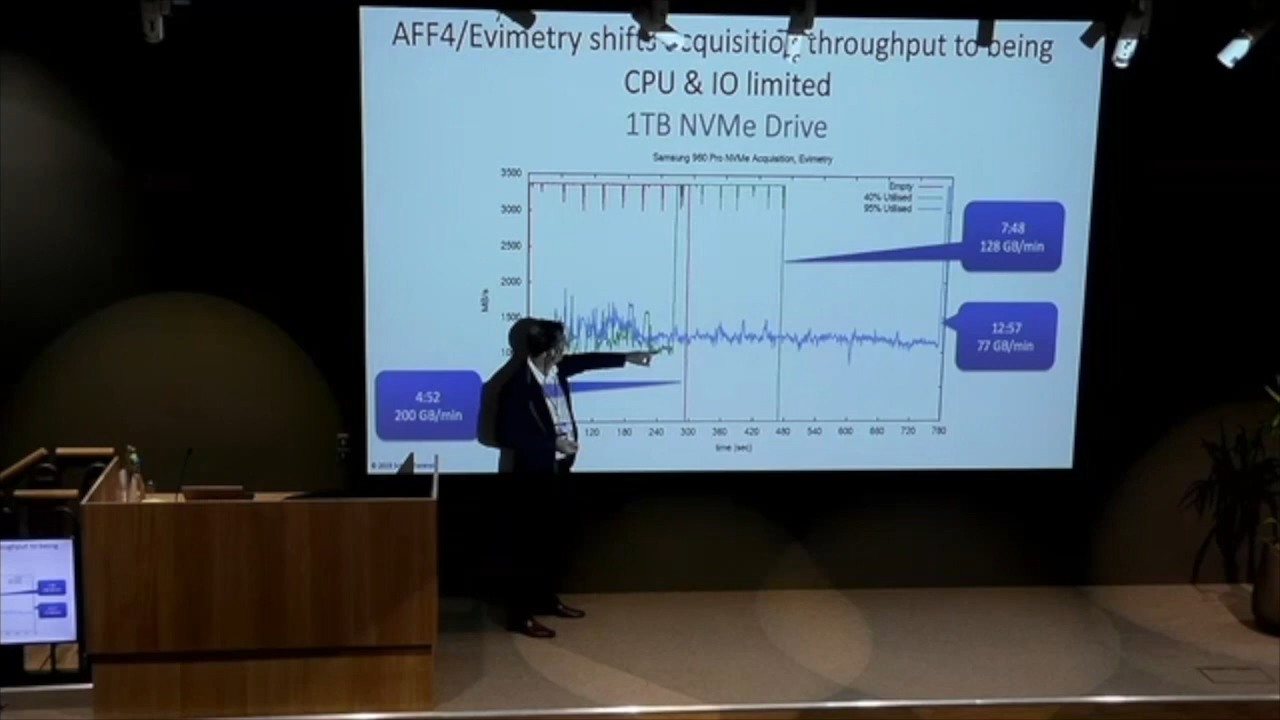 AFF4/Evimetry shifts acquisition throughput to being
CPU & IO limited
1TB NVMe Drive
Samsung 960 Pro NVMe Acquisition, Evimetry
3500
3000
2500
2000
1500
MB/s
Empty
40% Utilised
95% Utilised
7:48
128 GB/min
12:57
77 GB/min
4:52
200 GB/min
120 180 240 300 360 420 480 540 600 660 720 780
time (sec)
© 2019